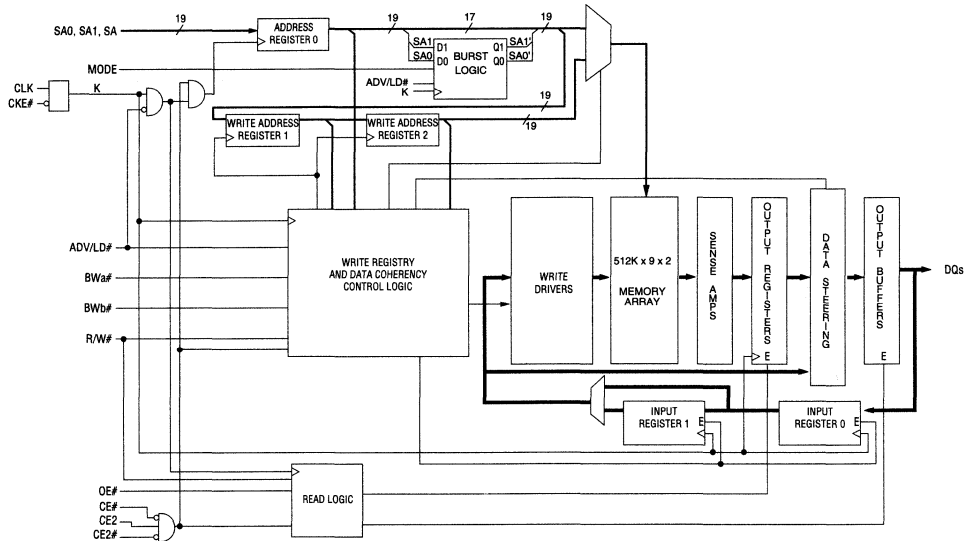 19
ADDRESS
REGISTER 0
19
17
19
SA0, SA1, SA
SA1
SA0
D1
D0
BURST
LOGIC
Q1
Q0
SA1'
SA0'
MODE
ADV/LD#
K
CLK
CKE#
K
19
19
WRITE ADDRESS
REGISTER 1
WRITE ADDRESS
REGISTER 2
ADV/LD#
BWa#
BWb#
R/W#
WRITE REGISTRY
AND DATA COHERENCY
CONTROL LOGIC
WRITE
DRIVERS
512K x 9 x 2
MEMORY
ARRAY
SENSE AMPS
OUTPUT REGISTERS
E
DATA STEERING
OUTPUT BUFFERS
E
DQs
INPUT
REGISTER 1
E
INPUT
REGISTER 0
E
OE#
CE#
CE2
CE2#
READ LOGIC